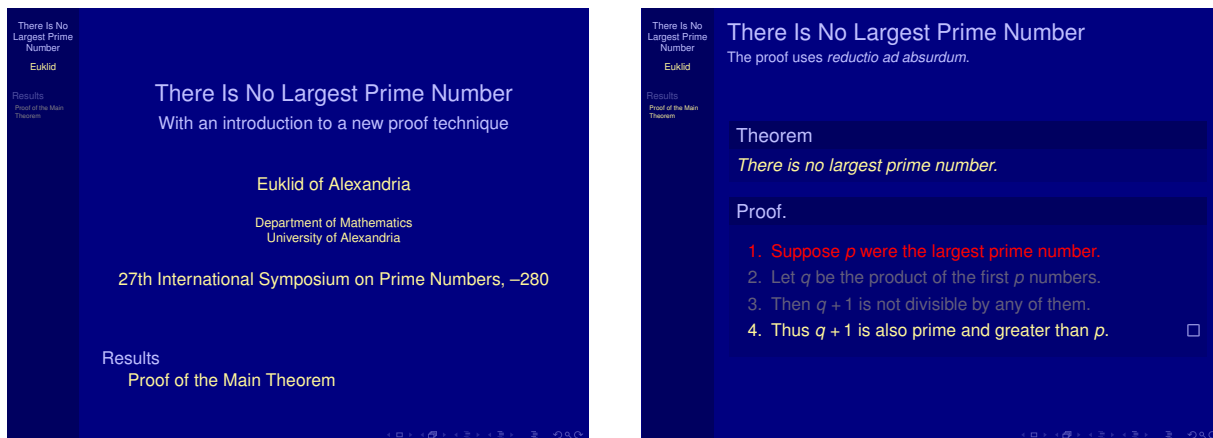 There Is No
Largest Prime
Number
Euklid
Results
Proof of the Main
Theorem
There Is No Largest Prime Number
With an introduction to a new proof technique
Euklid of Alexandria
Department of Mathematics
University of Alexandria
27th International Symposium on Prime Numbers, –280
Results
Proof of the Main Theorem
There Is No
Largest Prime
Number
Euklid
Results
Proof of the Main
Theorem
There Is No Largest Prime Number
The proof uses reductio ad absurdum.
Theorem
There is no largest prime number.
Proof.
1. Suppose p were the largest prime number.
2. Let q be the product of the first p numbers.
3. Then q + 1 is not divisible by any of them.
4. Thus q + 1 is also prime and greater than p. □